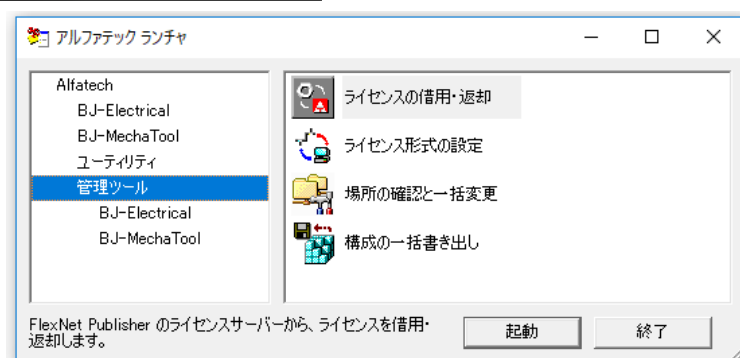 アルファテック ランチャ
Alfatech
BJ-Electrical
BJ-MechaTool
ユーティリティ
管理ツール
BJ-Electrical
BJ-MechaTool
ライセンスの借用・返却
ライセンス形式の設定
場所の確認と一括変更
構成の一括書き出し
FlexNet Publisher のライセンスサーバーから、ライセンスを借用・
返却します。
起動
終了